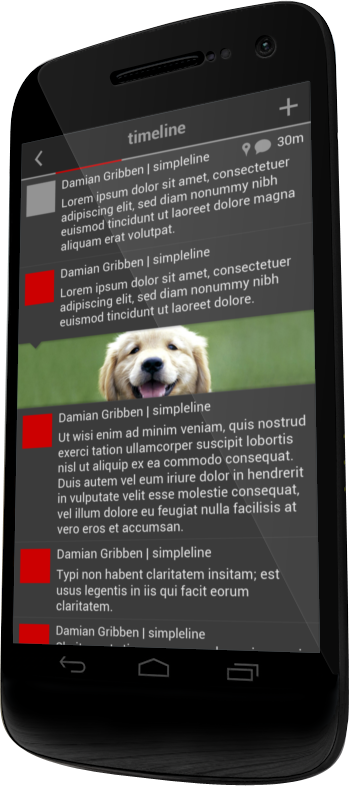 timeline
Damian Gribben | simpleline
30m
Lorem ipsum dolor sit amet, consectetuer
adipiscing elit, sed diam nonummy nibh
euismod tincidunt ut laoreet dolore magna
aliquam erat volutpat.
Damian Gribben | simpleline
Lorem ipsum dolor sit amet, consectetuer
adipiscing elit, sed diam nonummy nibh
euismod tincidunt ut laoreet dolore.
Damian Gribben | simpleline
Ut wisi enim ad minim veniam, quis nostrud
exerci tation ullamcorper suscipit lobortis
nisl ut aliquip ex ea commodo consequat.
Duis autem vel eum iriure dolor in hendrerit
in vulputate velit esse molestie consequat,
vel illum dolore eu feugiat nulla facilisis at
vero eros et accumsan.
Damian Gribben | simpleline
Typi non habent claritatem insitam; est
usus legentis in iis qui facit eorum
claritatem.
Damian Gribben | simpleline